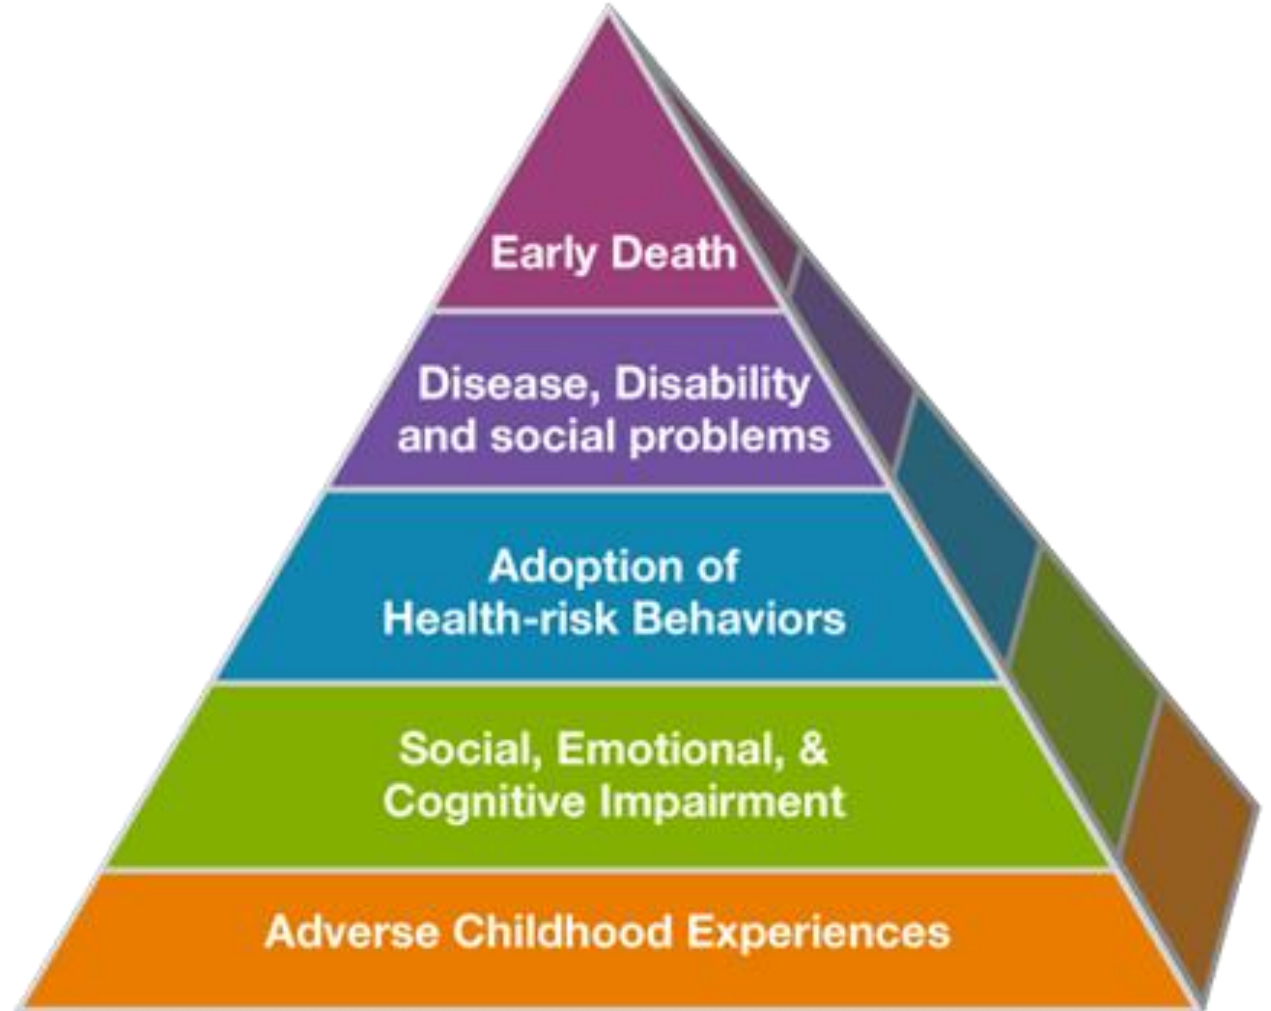 Early Death
Disease, Disability
and social problems
Adoption of
Health-risk Behaviors
Social, Emotional, &
Cognitive Impairment
Adverse Childhood Experiences